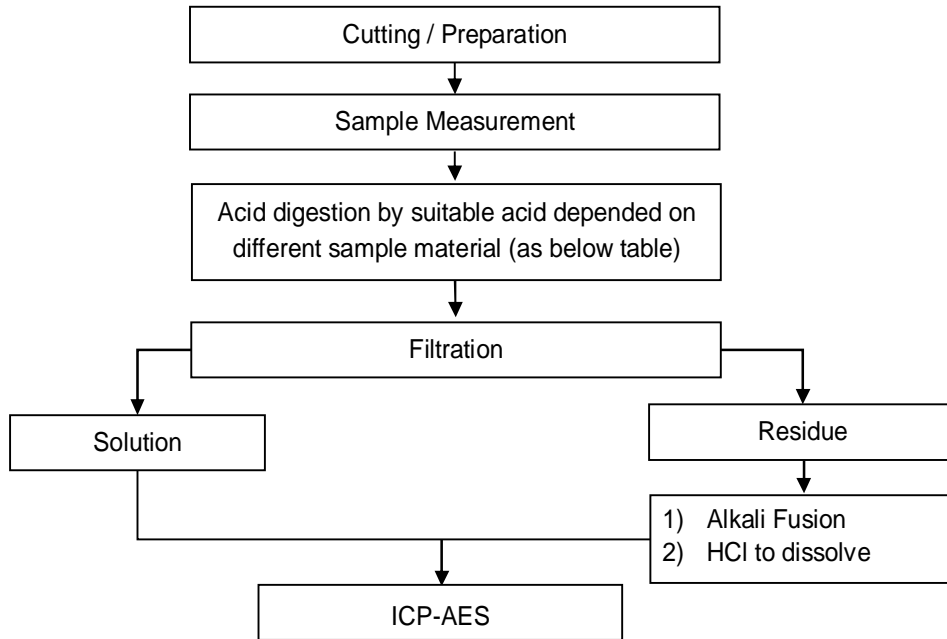 Cutting / Preparation
Sample Measurement
Acid digestion by suitable acid depended on
different sample material (as below table)
Filtration
Solution
Residue
1) Alkali Fusion
2) HCl to dissolve
ICP-AES